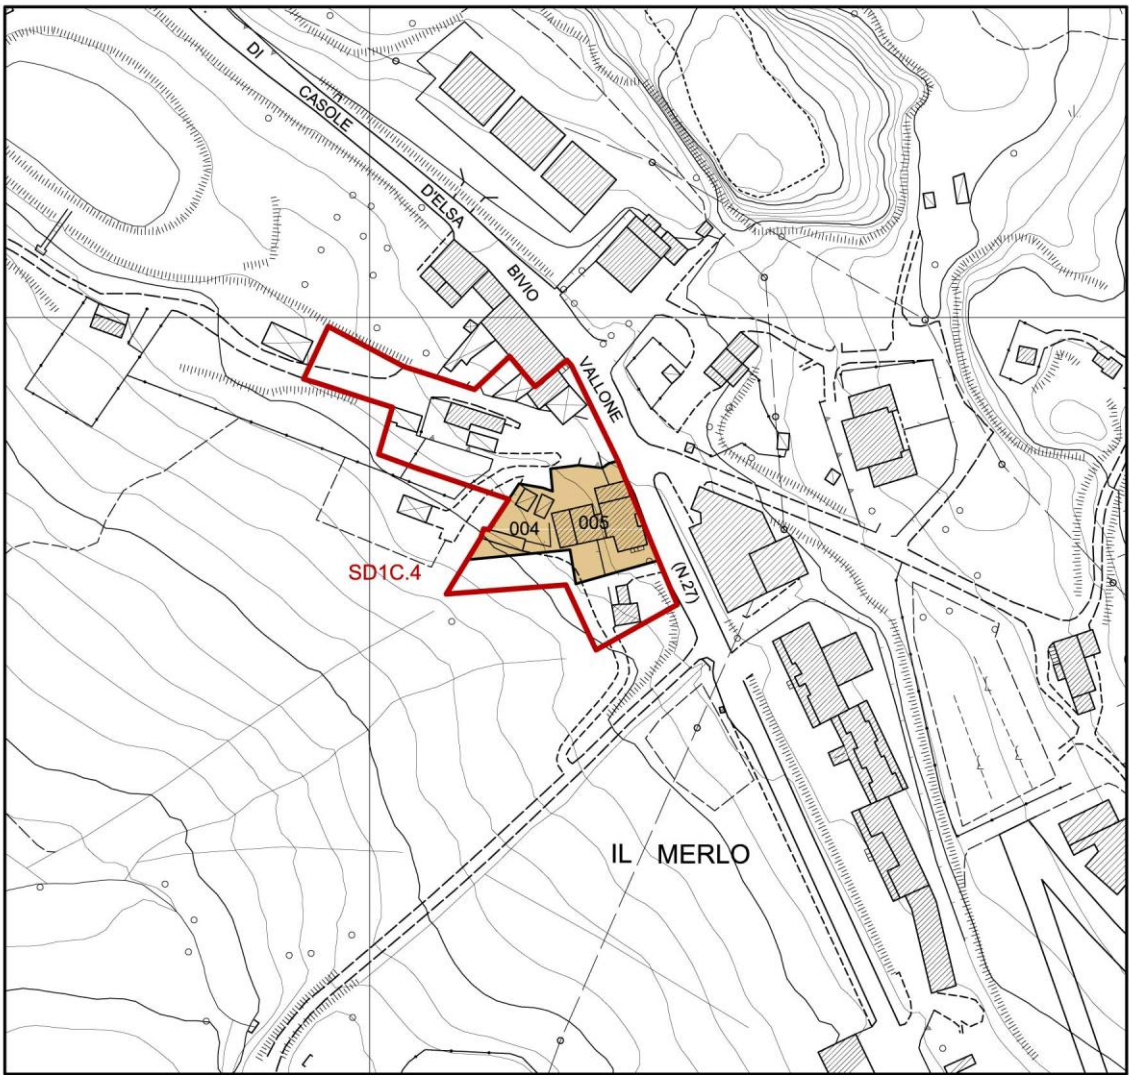 DI
CASOLE
D'ELSA
BIVIO
VALLONE
(N.27)
004
005
SD1C.4
IL MERLO